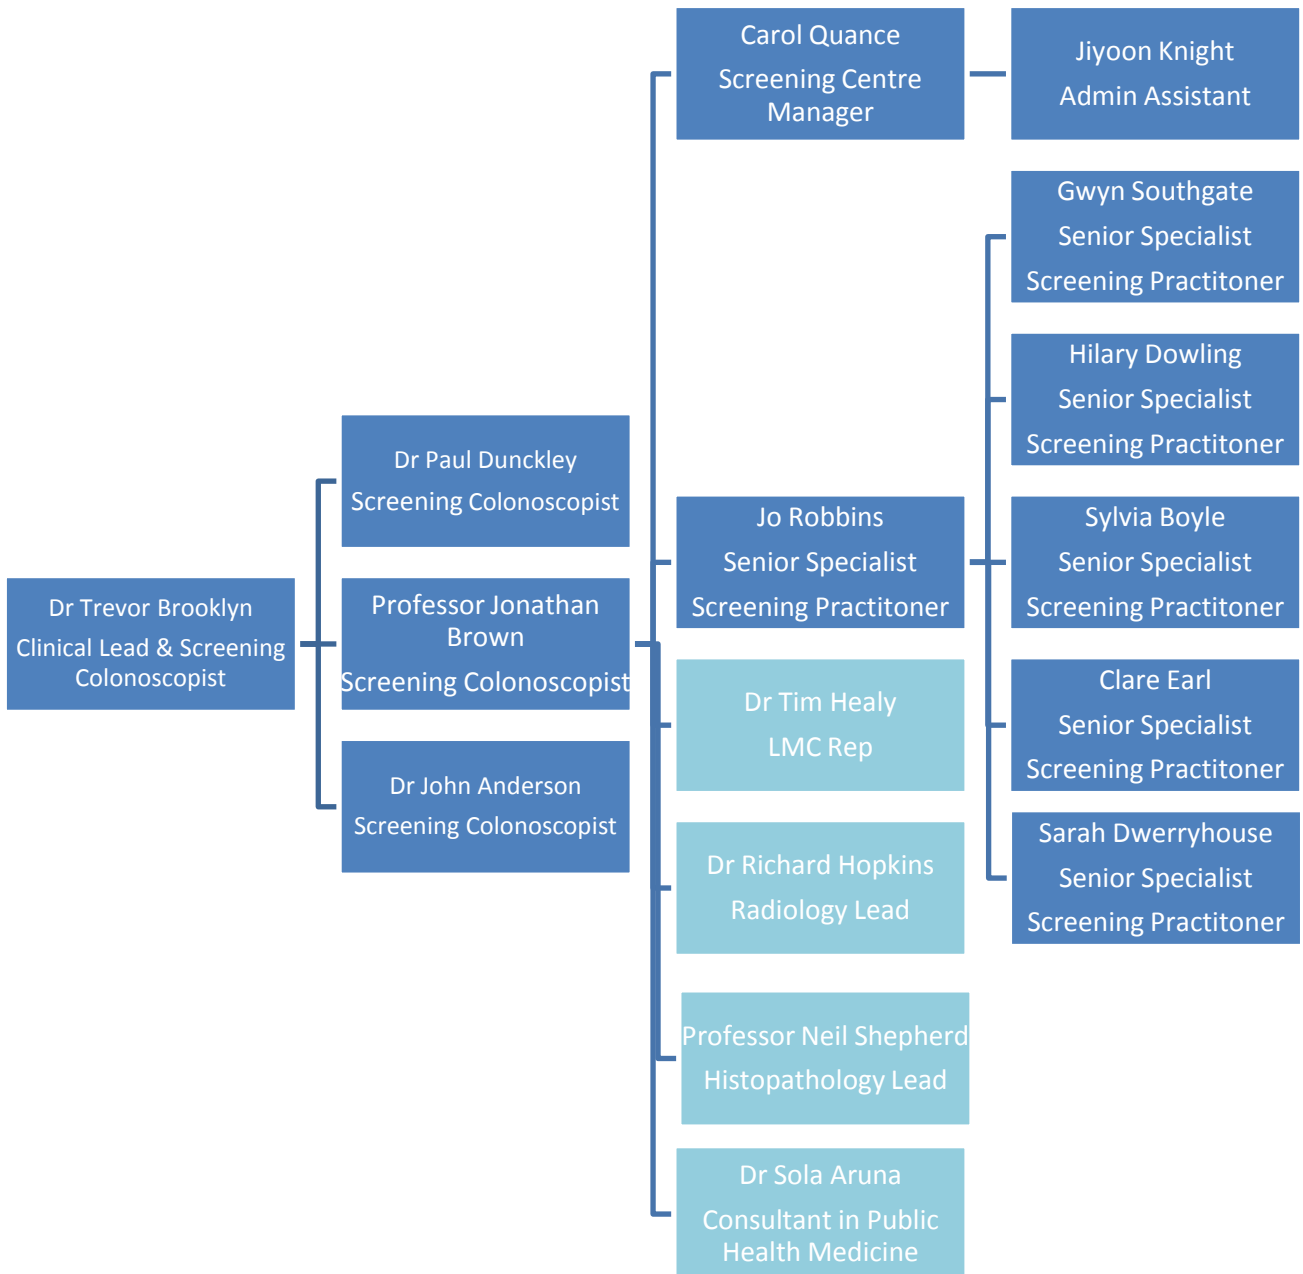 Dr Trevor Brooklyn
Clinical Lead & Screening
Colonoscopist
Dr Paul Dunckley
Screening Colonoscopist
Professor Jonathan
Brown
Screening Colonoscopist
Dr John Anderson
Screening Colonoscopist
Carol Quance
Screening Centre
Manager
Jo Robbins
Senior Specialist
Screening Practitoner
Dr Tim Healy
LMC Rep
Dr Richard Hopkins
Radiology Lead
Professor Neil Shepherd
Histopathology Lead
Dr Sola Aruna
Consultant in Public
Health Medicine
Jiyoon Knight
Admin Assistant
Gwyn Southgate
Senior Specialist
Screening Practitoner
Hilary Dowling
Senior Specialist
Screening Practitoner
Sylvia Boyle
Senior Specialist
Screening Practitoner
Clare Earl
Senior Specialist
Screening Practitoner
Sarah Dwerryhouse
Senior Specialist
Screening Practitoner